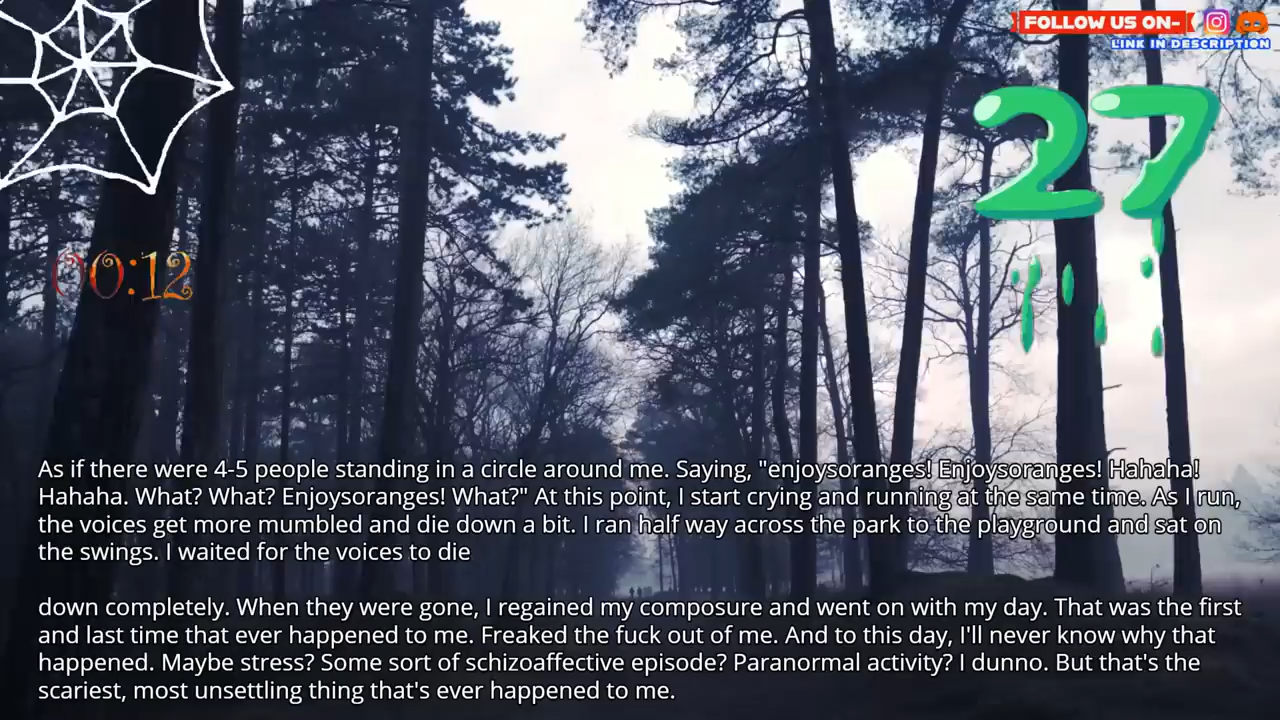 FOLLOW US ON-
LINK IN DESCRIPTION
27
00:12
As if there were 4-5 people standing in a circle around me. Saying, "enjoysoranges! Enjoysoranges! Hahaha!
Hahaha. What? What? Enjoysoranges! What?" At this point, I start crying and running at the same time. As I run,
the voices get more mumbled and die down a bit. I ran half way across the park to the playground and sat on
the swings. I waited for the voices to die
down completely. When they were gone, I regained my composure and went on with my day. That was the first
and last time that ever happened to me. Freaked the fuck out of me. And to this day, I'll never know why that
happened. Maybe stress? Some sort of schizoaffective episode? Paranormal activity? I dunno. But that's the
scariest, most unsettling thing that's ever happened to me.